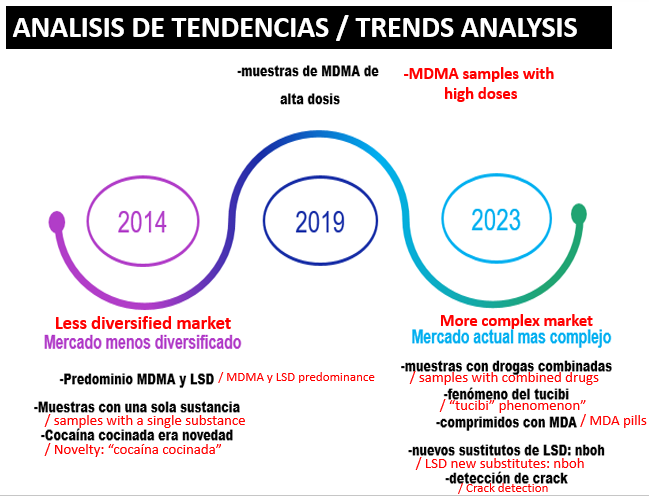 ANALISIS DE TENDENCIAS / TRENDS ANALYSIS
-muestras de MDMA de
alta dosis
-MDMA samples with
high doses
2014
2019
2023
Less diversified market
Mercado menos diversificado
-Predominio MDMA y LSD / MDMA y LSD predominance
-Muestras con una sola sustancia
/ samples with a single substance
-Cocaína cocinada era novedad
/ Novelty: “cocaína cocinada”
More complex market
Mercado actual mas complejo
-muestras con drogas combinadas
/ samples with combined drugs
-fenómeno del tucibi
/ “tucibi” phenomenon”
-comprimidos con MDA / MDA pills
-nuevos sustitutos de LSD: nboh
/ LSD new substitutes: nboh
-detección de crack
/ Crack detection